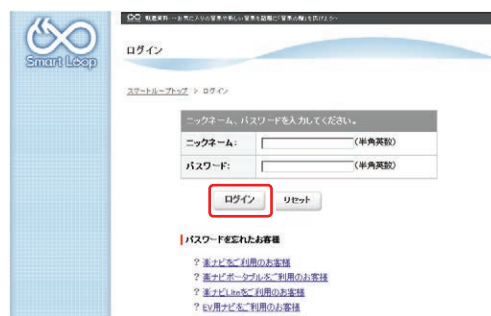 Smart Loop
ログイン
スマートループトップ > ログイン
ニックネーム、パスワードを入力してください。
ニックネーム: (半角英数)
パスワード: (半角英数)
ログイン リセット
パスワードを忘れたお客様
? 楽ナビをご利用のお客様
? 楽ナビポータブルをご利用のお客様
? 楽ナビLiteをご利用のお客様
? EV用ナビをご利用のお客様